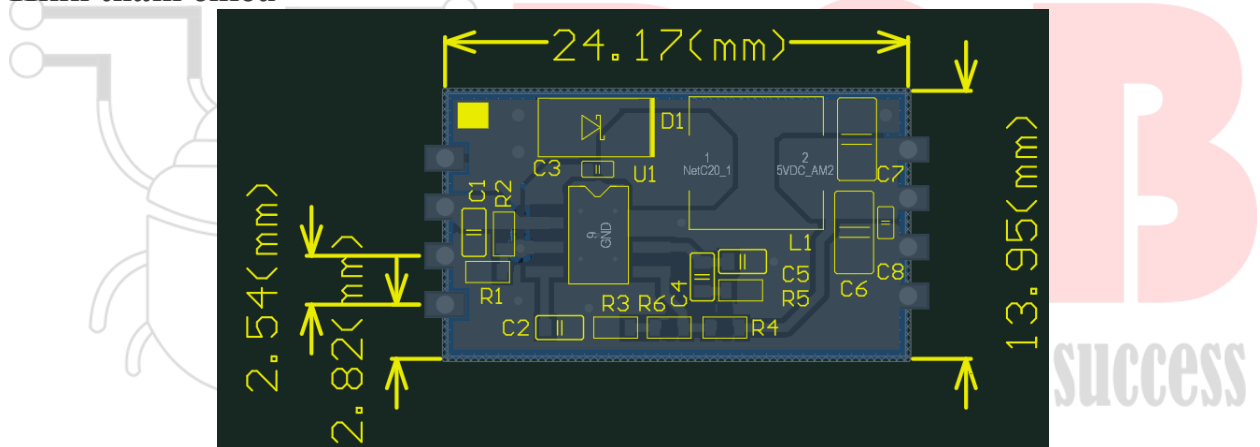 24.17(mm)
D1
C3
U1
1
NetC20_1
2
5VDC_AM2
C7
C1
R2
9
GND
L1
C8
C6
R1
C4
C5
R5
C2
R3
R6
R4
2.54(mm)
2.82(mm)
13.95(mm)
success